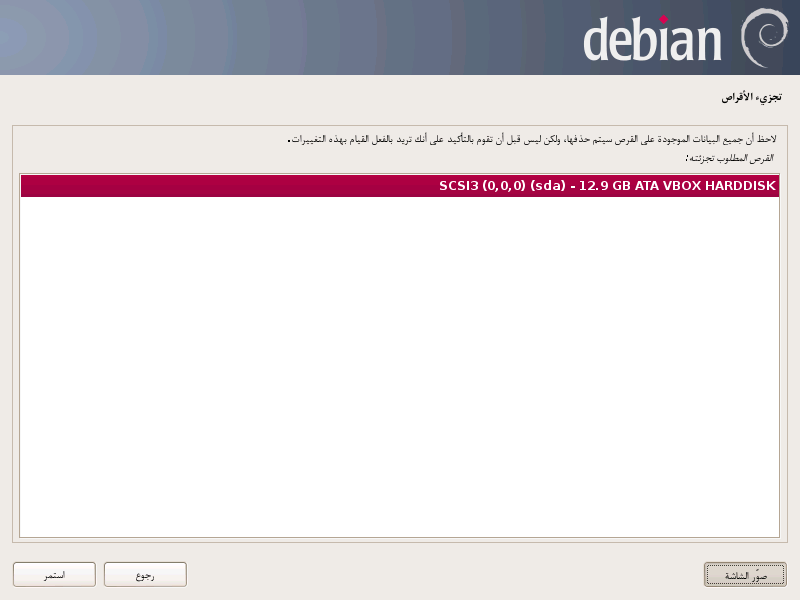 debian
تجزيء الأقراص
لاحظ أن جميع البيانات الموجودة على القرص سيتم حذفها، ولكن ليس قبل أن تقوم بالتأكيد على أنك تريد بالفعل القيام بهذه التغييرات.
القرص المطلوب تجزئته:
SCSI3 (0,0,0) (sda) - 12.9 GB ATA VBOX HARDDISK
صوّر الشاشة
رجوع
استمر